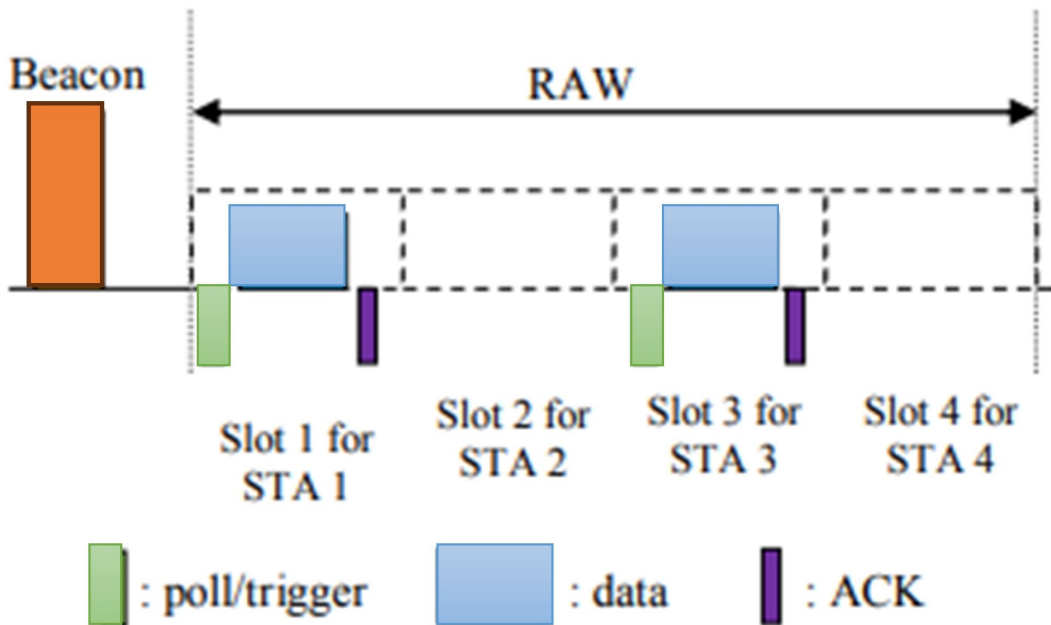 Beacon
RAW
Slot 1 for
STA 1
Slot 2 for
STA 2
Slot 3 for
STA 3
Slot 4 for
STA 4
: poll/trigger
: data
: ACK